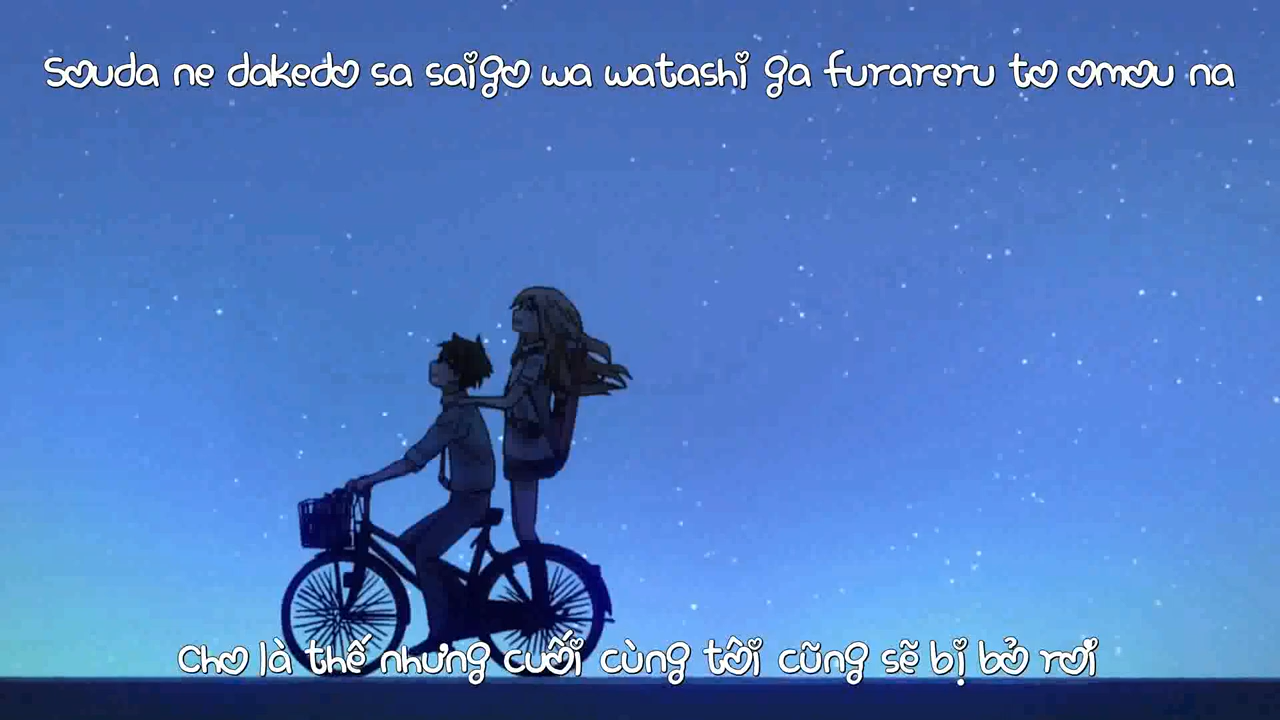 Souda ne dakedo sa saigo wa watashi ga furareru to omou na
Cho là thế nhưng cuối cùng tôi cũng sẽ bị bỏ rơi